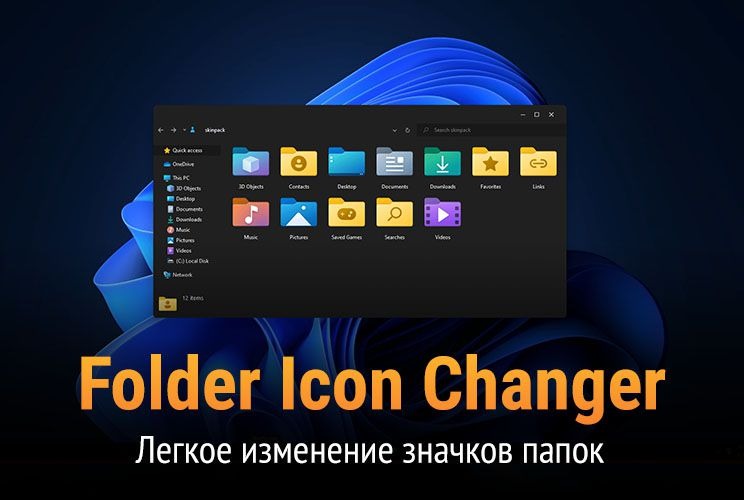 skinpack
Search skinpack
Quick access
OneDrive
This PC
3D Objects
Desktop
Documents
Downloads
Music
Pictures
Videos
(C:) Local Disk
Network
3D Objects
Contacts
Desktop
Documents
Downloads
Favorites
Links
Music
Pictures
Saved Games
Searches
Videos
12 items
Folder Icon Changer
Легкое изменение значков папок